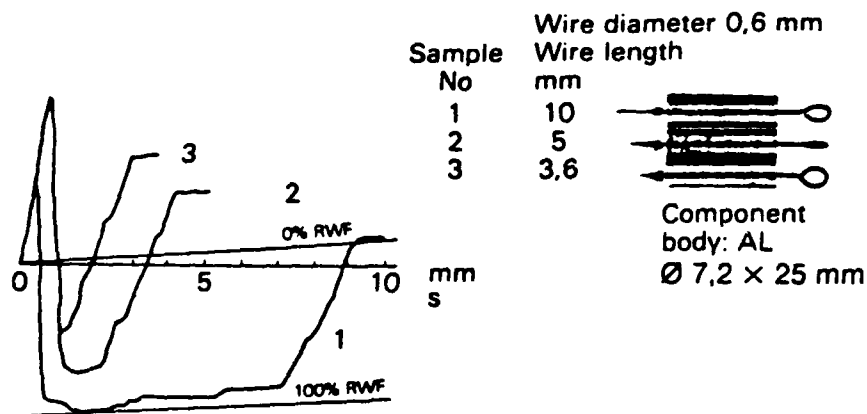 Wire diameter 0,6 mm
Sample Wire length
No mm
1 10
2 5
3 3,6
Component
body: AL
Ø 7,2 × 25 mm
3
2
0% RWF
0 5 10 mm
s
1
100% RWF